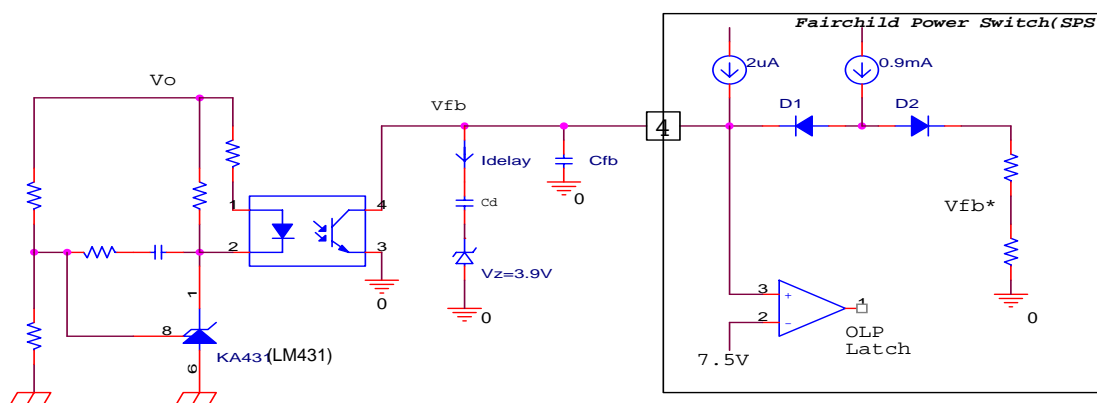 Fairchild Power Switch(SPS
2uA
0.9mA
Vo
Vfb
D1
D2
4
Idelay
Cfb
0
1
4
Cd
Vfb*
2
3
Vz=3.9V
0
0
0
1
8
KA431(LM431)
6
3
+
1
2
-
OLP
Latch
7.5V